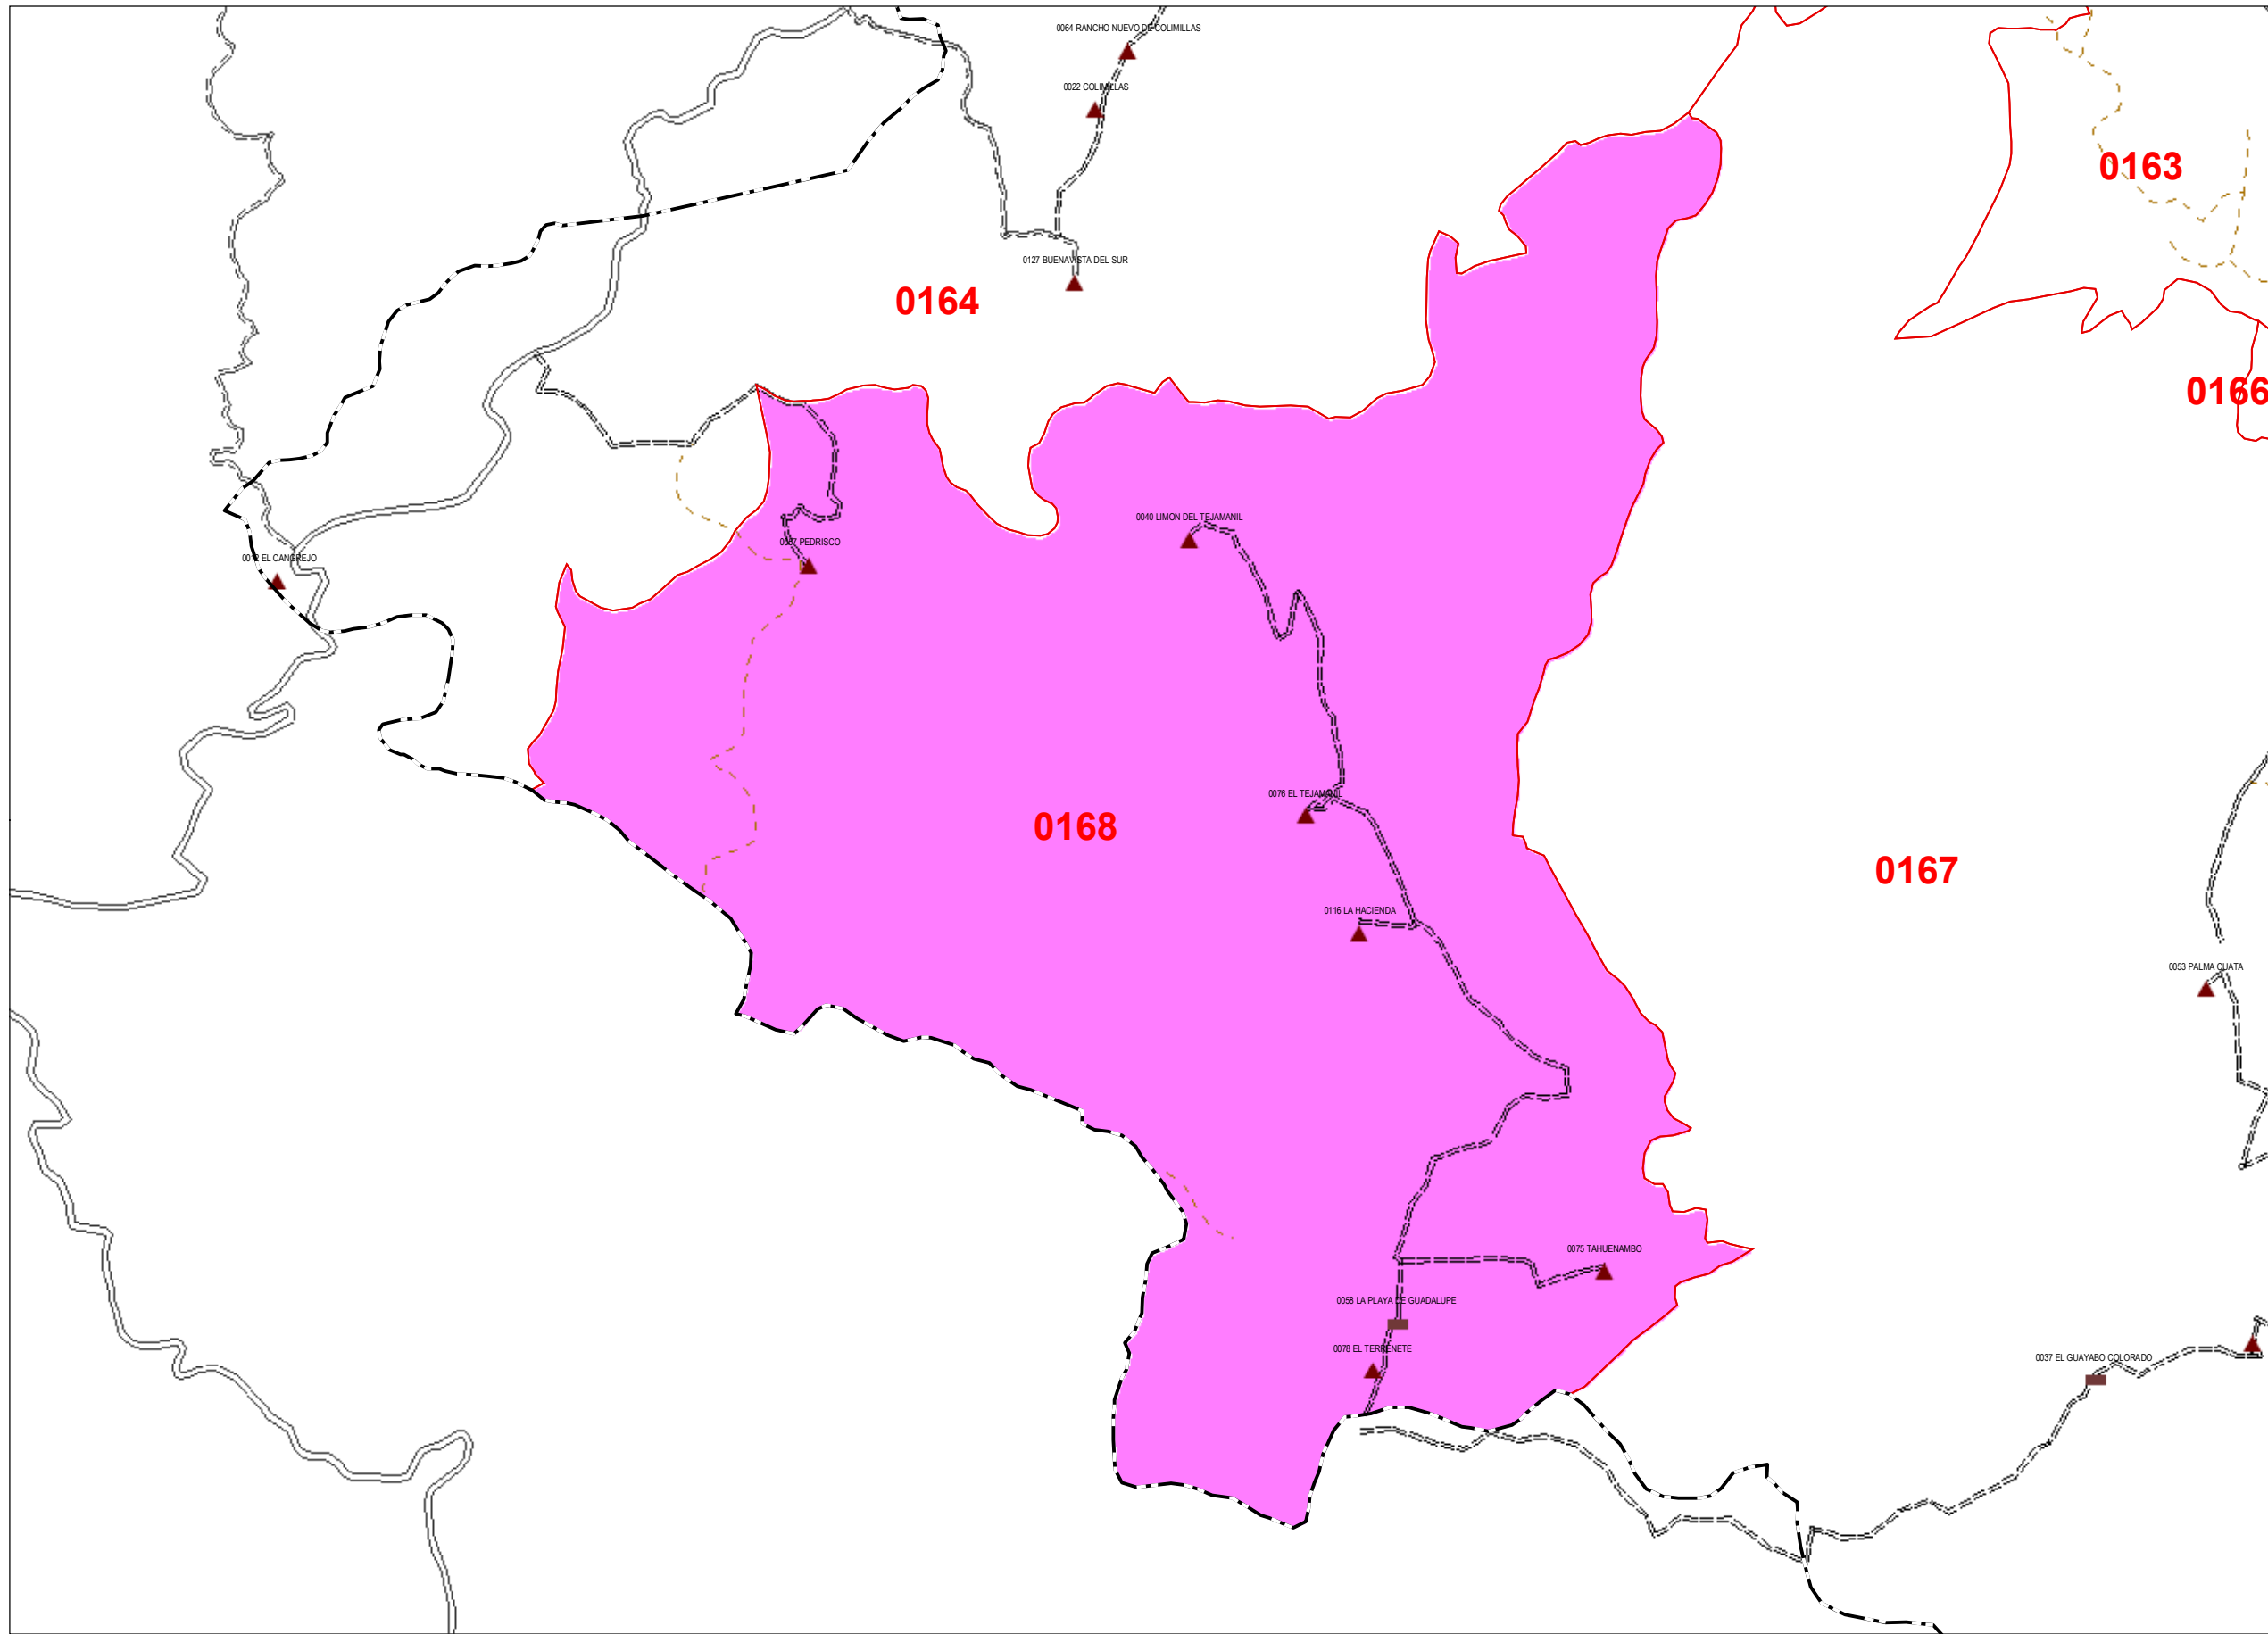 0064 RANCHO NUEVO DE COLIMILLAS
0022 COLIMILLAS
0163
0127 BUENAVISTA DEL SUR
0164
0166
0040 LIMON DEL TEJAMANIL
0057 PEDRISCO
0012 EL CANGREJO
0076 EL TEJAMANIL
0168
0167
0116 LA HACIENDA
0053 PALMA CUATA
0075 TAHUENAMBO
0058 LA PLAYA DE GUADALUPE
0078 EL TERRENETE
0037 EL GUAYABO COLORADO